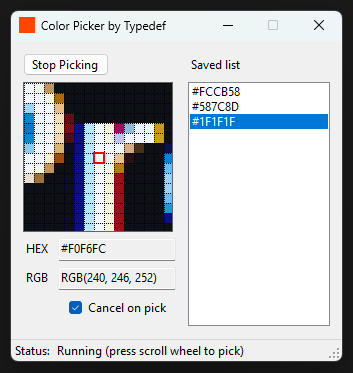 Color Picker by Typedef
Stop Picking
Saved list
#FCCB58
#587C8D
#1F1F1F
HEX
#F0F6FC
RGB
RGB(240, 246, 252)
Cancel on pick
Status: Running (press scroll wheel to pick)